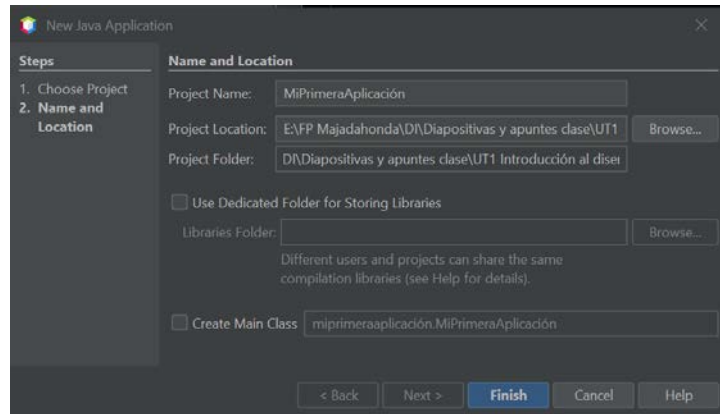 New Java Application
Steps
1. Choose Project
2. Name and
Location
Name and Location
Project Name: MiPrimeraAplicación
Project Location: E:\FP Majadahonda\DI\Diapositivas y apuntes clase\UT1 Browse...
Project Folder: DI\Diapositivas y apuntes clase\UT1 Introducción al diser
Use Dedicated Folder for Storing Libraries
Libraries Folder: Browse...
Different users and projects can share the same
compilation libraries (see Help for details).
Create Main Class miprimeraaplicación.MiPrimeraAplicación
< Back Next > Finish Cancel Help